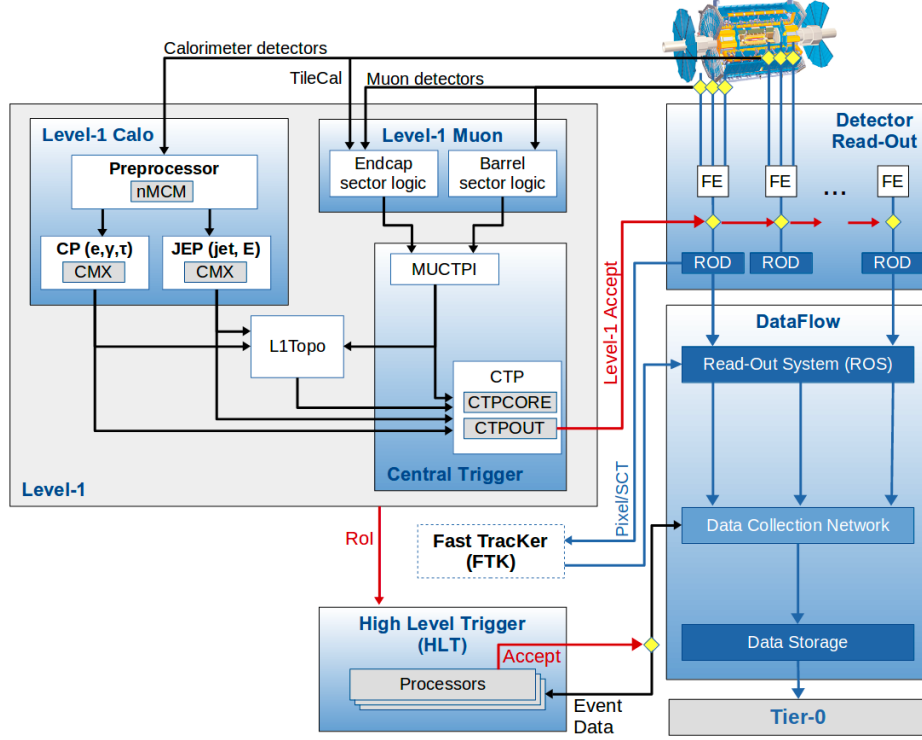 Calorimeter detectors
TileCal
Muon detectors
Level-1 Calo
Preprocessor
nMCM
CP (e,γ,τ)
CMX
JEP (jet, E)
CMX
Level-1 Muon
Endcap
sector logic
Barrel
sector logic
MUCTPI
L1Topo
CTP
CTPCORE
CTPOUT
Central Trigger
Level-1
Level-1 Accept
Detector
Read-Out
FE
FE
...
FE
ROD
ROD
ROD
DataFlow
Read-Out System (ROS)
Data Collection Network
Data Storage
Tier-0
Pixel/SCT
RoI
Fast TracKer
(FTK)
High Level Trigger
(HLT)
Accept
Processors
Event
Data